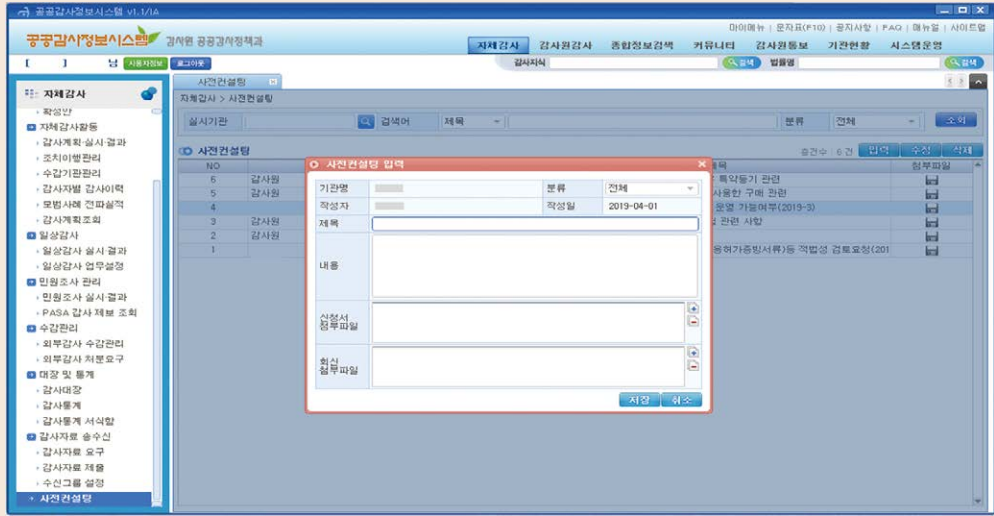 공공감사정보시스템 v1.1/IA
마이메뉴 | 문자표(F10) | 공지사항 | FAQ | 매뉴얼 | 사이트맵
공공감사정보시스템 감사원 공공감사정책과
자체감사 감사원감사 종합정보검색 커뮤니티 감사원통보 기관현황 시스템운영
[ ] 님 사용자정보 로그아웃 감사지식 검색 법률명 검색
자체감사
확성안
자체감사활동
감사계획·실시·결과
조치이행관리
수감기관관리
감사자별 감사이력
모범사례 전파실적
감사계획조회
일상감사
일상감사 실시·결과
일상감사 업무설정
민원조사 관리
민원조사 실시·결과
PASA 감사 제보 조회
수감관리
외부감사 수감관리
외부감사 처분요구
대장 및 통계
감사대장
감사통계
감사통계 서식함
감사자료 송수신
감사자료 요구
감사자료 제출
수신그룹 설정
사전컨설팅
사전컨설팅
자체감사 > 사전컨설팅
실시기관 검색어 제목 분류 전체 조회
사전컨설팅 총건수 : 6 건 입력 수정 삭제
NO 제목 첨부파일
6 감사원 특약등기 관련
5 감사원 사용한 구매 관련
4 운영 가능여부(2019-3)
3 감사원 관련 사항
2 감사원
1 용허가증빙서류)등 적법성 검토요청(201
사전컨설팅 입력
기관명 분류 전체
작성자 작성일 2019-04-01
제목
내용
신청서
첨부파일
회신
첨부파일
저장 취소